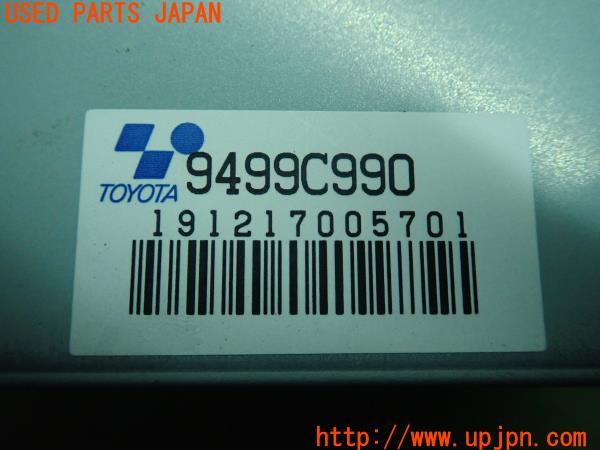 USED PARTS JAPAN
9499C990
TOYOTA
191217005701
http://www.upjpn.com